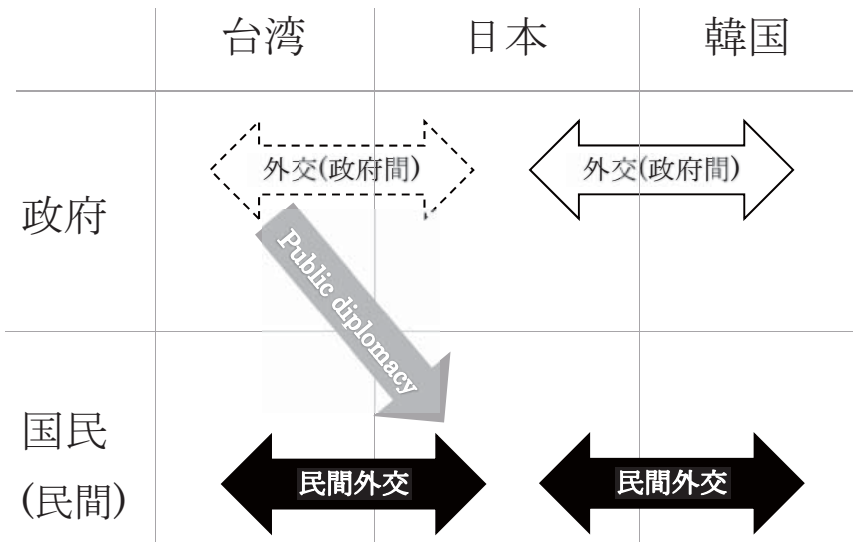 台湾
日本
韓国
政府
外交(政府間)
外交(政府間)
Public diplomacy
国民
(民間)
民間外交
民間外交